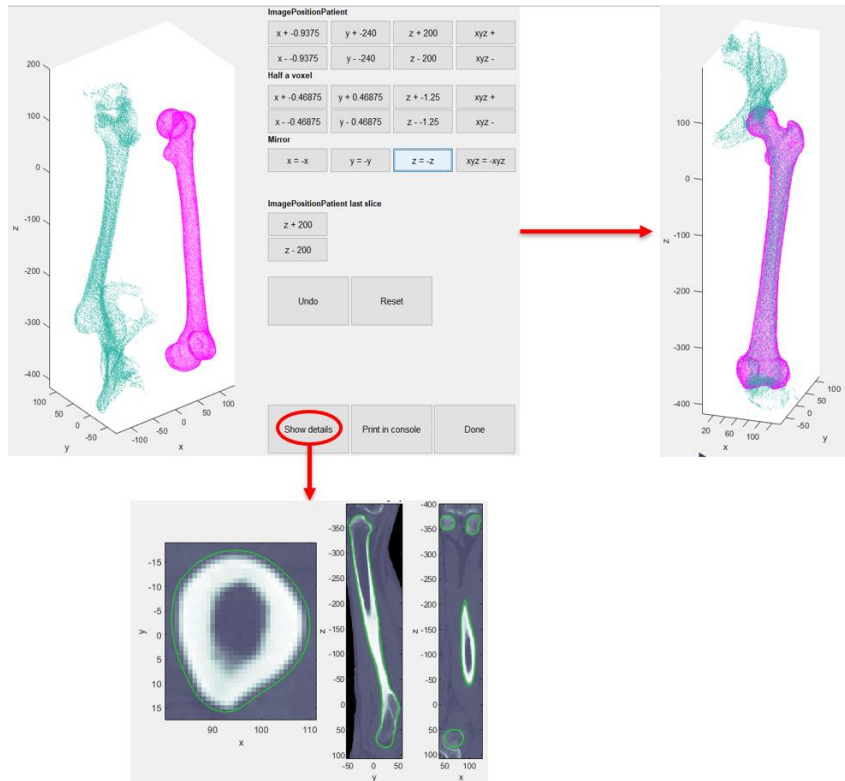 ImagePositionPatient
x + -0.9375 y + -240 z + 200 xyz +
x - -0.9375 y - -240 z - 200 xyz -
Half a voxel
x + -0.46875 y + 0.46875 z + -1.25 xyz +
x - -0.46875 y - 0.46875 z - -1.25 xyz -
Mirror
x = -x y = -y z = -z xyz = -xyz
ImagePositionPatient last slice
z + 200
z - 200
Undo Reset
Show details Print in console Done
200
100
0
-100
-200
-300
-400
z
100
50
0
-50
y
-100
-50
0
50
100
x
100
0
-100
-200
-300
-400
z
20 60 100
x
-50
0
50
100
y
-15
-10
-5
0
5
10
15
y
90 100 110
x
-350
-300
-250
-200
-150
-100
-50
0
50
100
z
-50 0 50
y
-400
-350
-300
-250
-200
-150
-100
-50
0
50
100
z
50 100
x